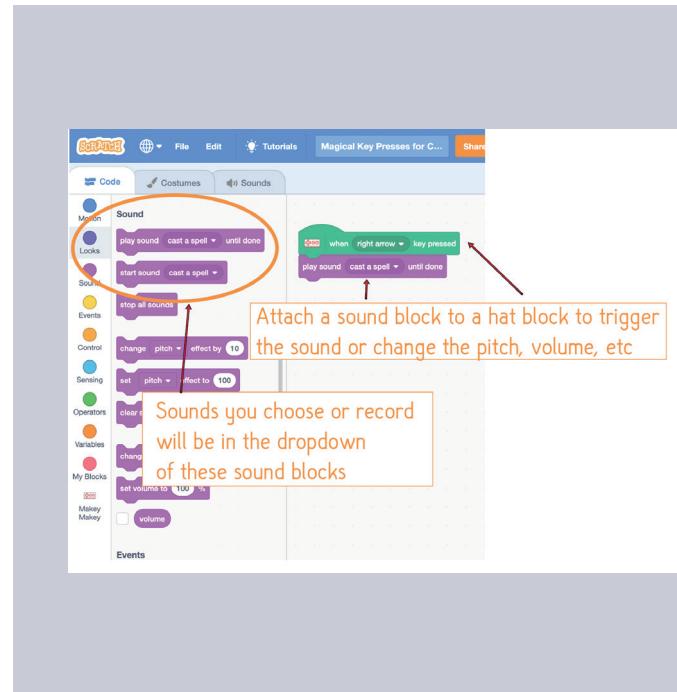 SCRATCH File Edit Tutorials Magical Key Presses for C... Share
Code Costumes Sounds
Motion
Looks
Sound
Events
Control
Sensing
Operators
Variables
My Blocks
Makey
Makey
Sound
play sound cast a spell until done
start sound cast a spell
stop all sounds
change pitch effect by 10
set pitch effect to 100
clear
set volume to 100 %
volume
Events
when right arrow key pressed
play sound cast a spell until done
Attach a sound block to a hat block to trigger
the sound or change the pitch, volume, etc
Sounds you choose or record
will be in the dropdown
of these sound blocks